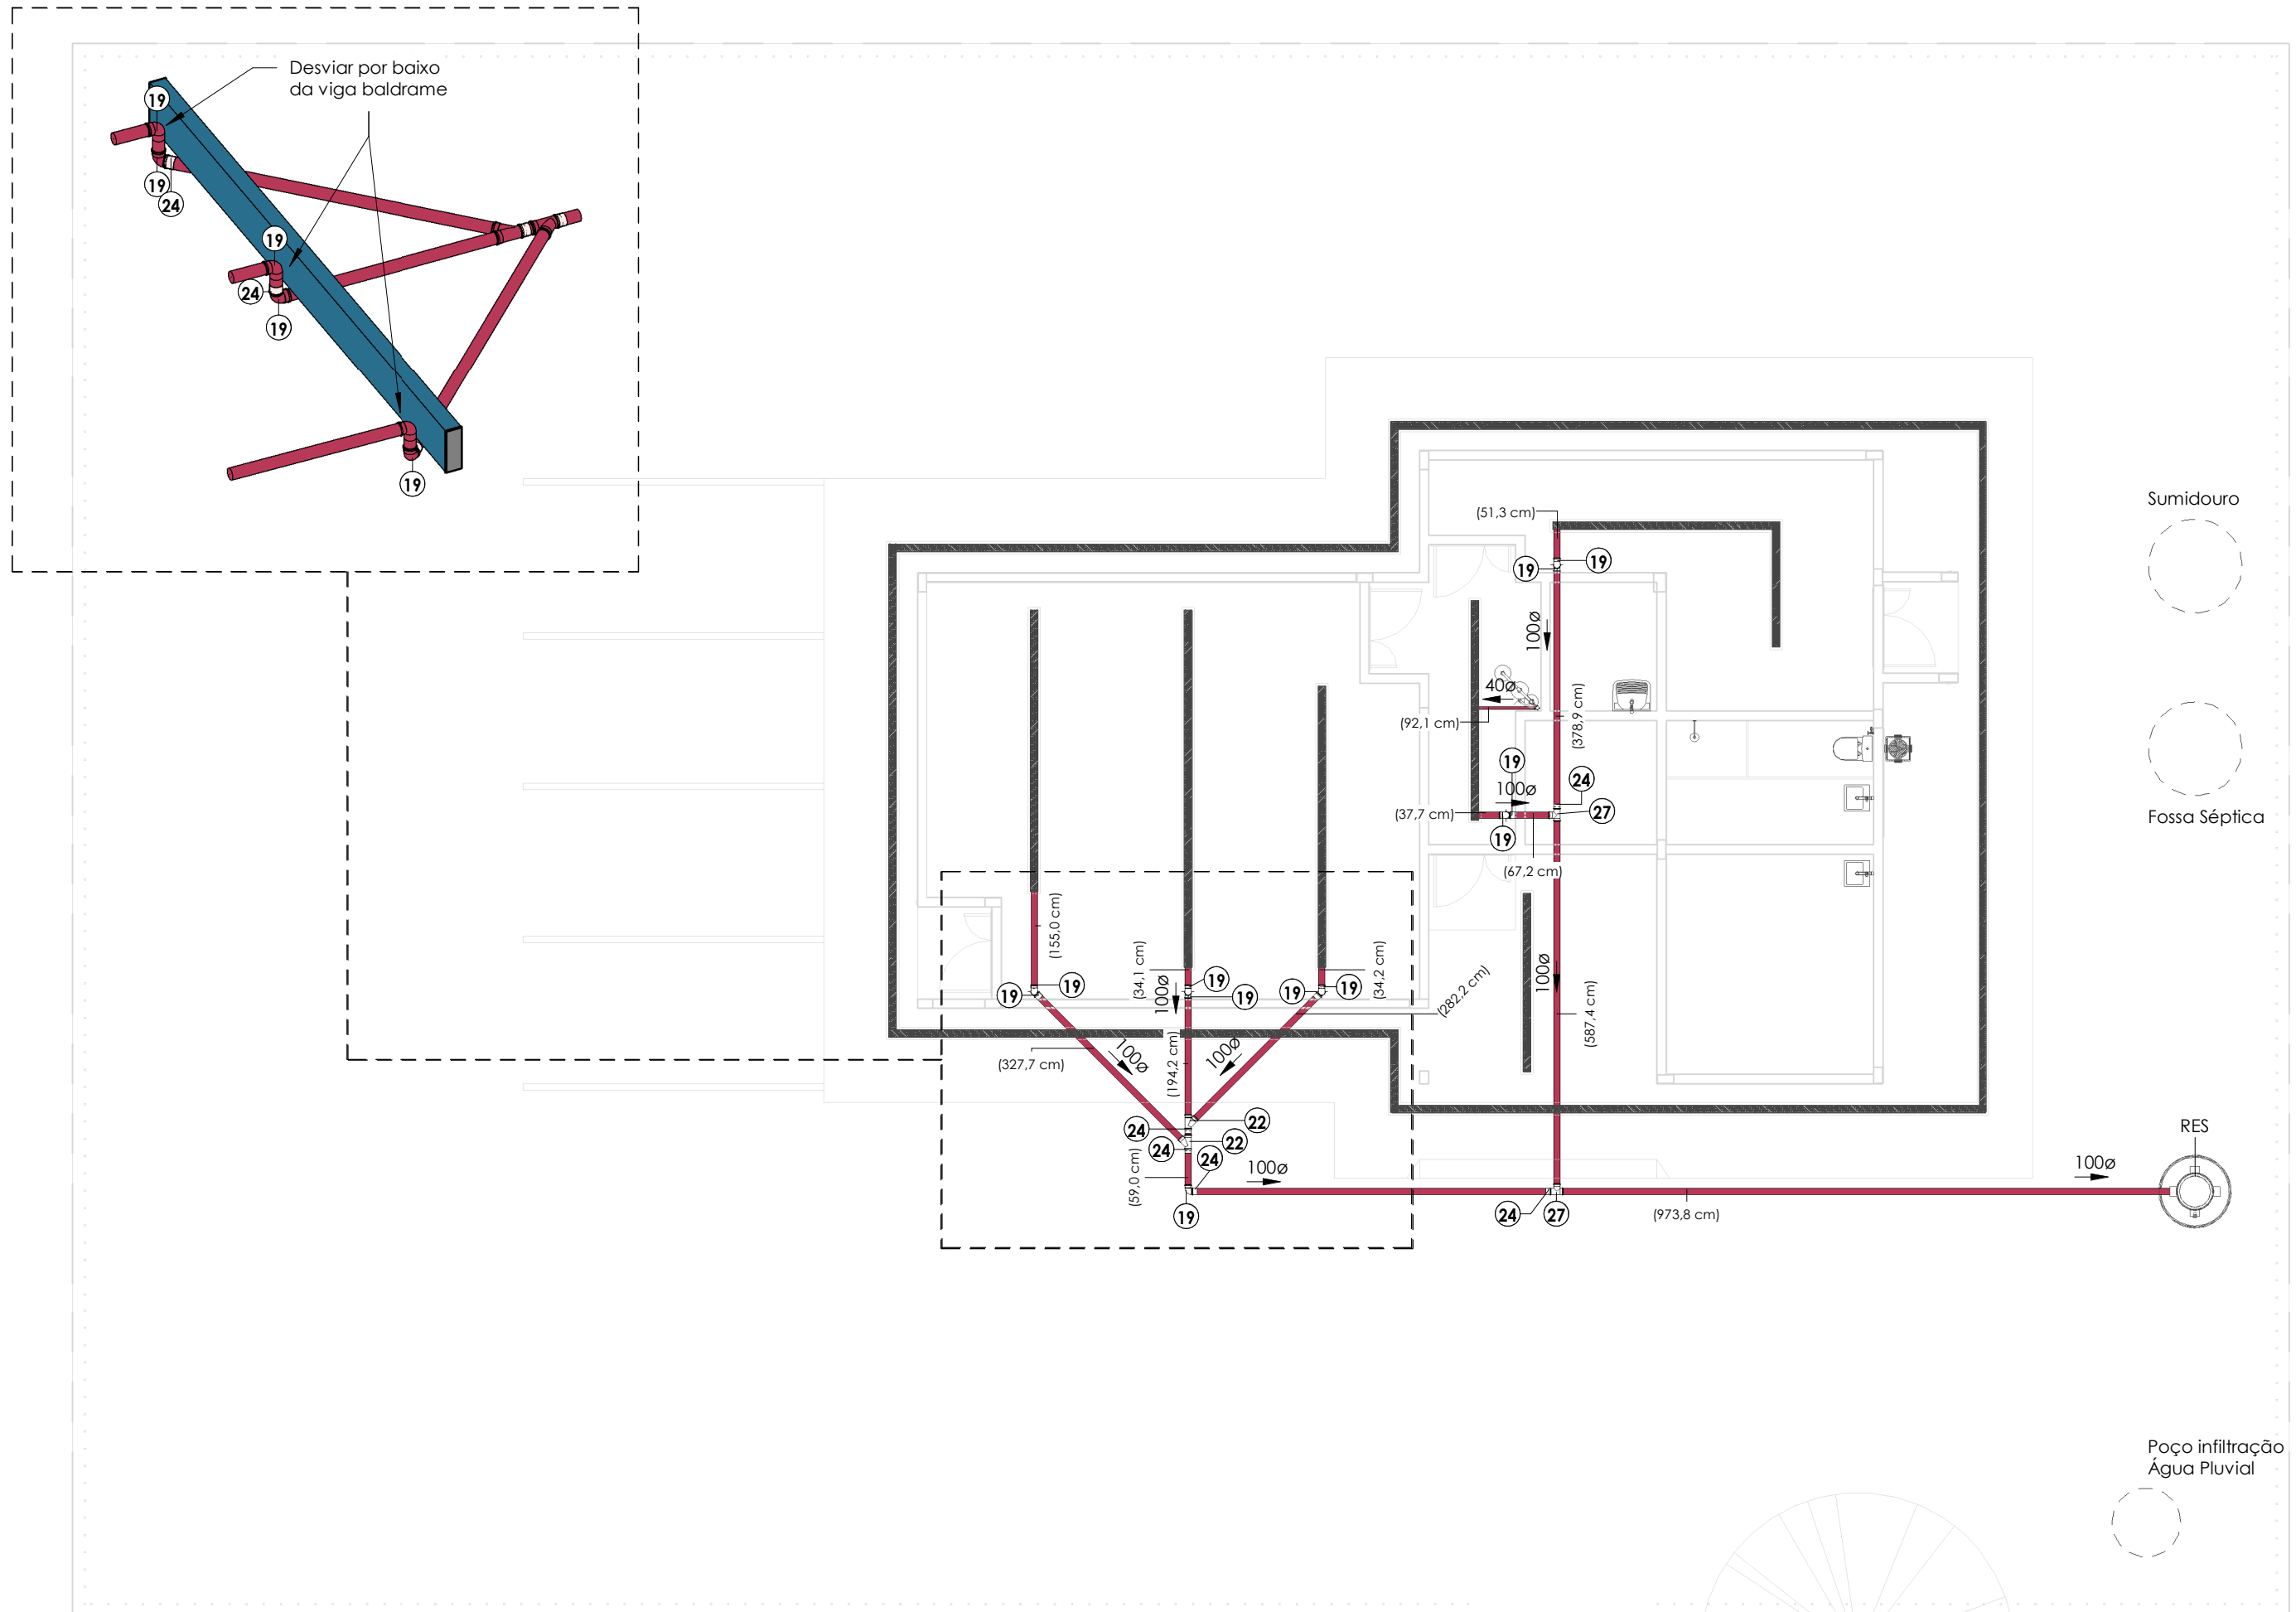 Desviar por baixo
da viga baldrame
19
19
24
19
24
19
19
Sumidouro
(51,3 cm)
19
19
100ø
40ø
(92,1 cm)
(378,9 cm)
19
24
100ø
(37,7 cm)
27
19
Fossa Séptica
(67,2 cm)
(155,0 cm)
(34,1 cm)
100ø
19
19
(34,2 cm)
19
19
19
19
(282,2 cm)
100ø
(587,4 cm)
(327,7 cm)
100ø
(194,2 cm)
100ø
22
24
22
24
24
(59,0 cm)
100ø
19
24
27
(973,8 cm)
100ø
RES
Poço infiltração
Água Pluvial